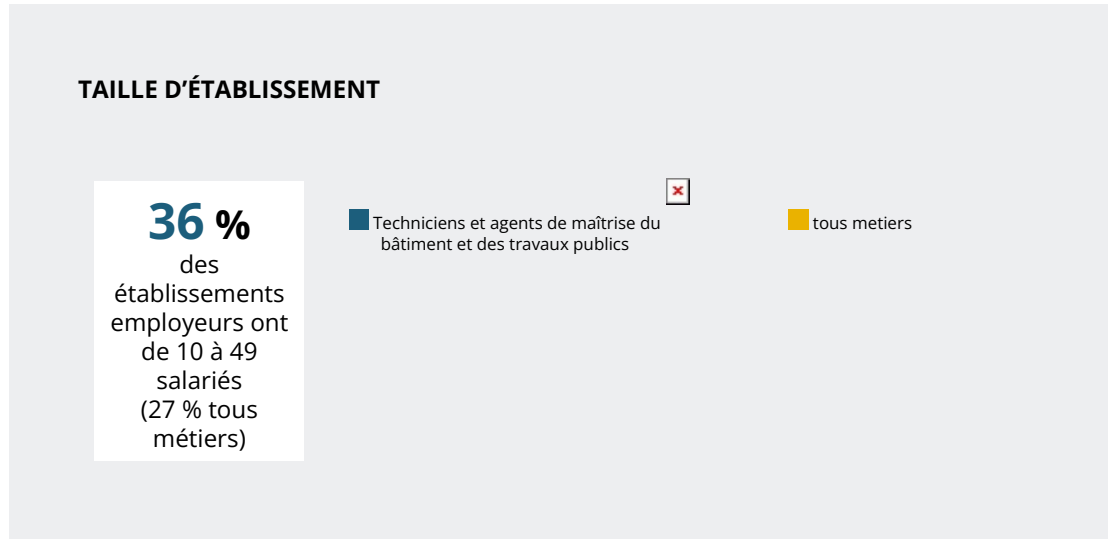 TAILLE D'ÉTABLISSEMENT
36 %
des
établissements
employeurs ont
de 10 à 49
salariés
(27 % tous
métiers)
Techniciens et agents de maîtrise du
bâtiment et des travaux publics
tous metiers